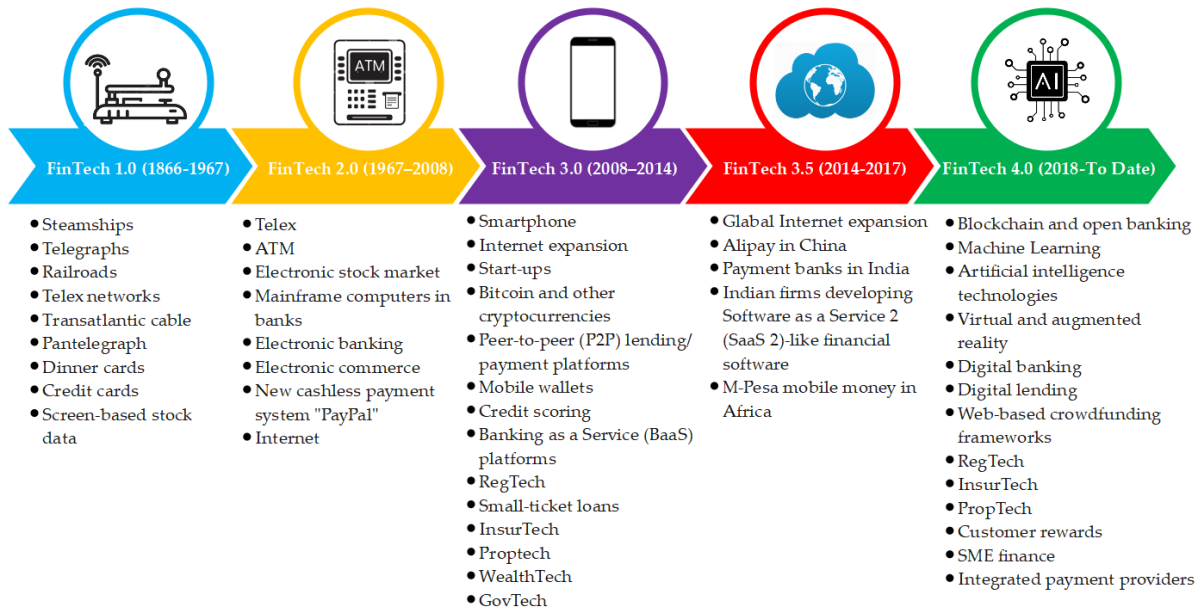 ATM
AI
FinTech 1.0 (1866-1967)
FinTech 2.0 (1967–2008)
FinTech 3.0 (2008–2014)
FinTech 3.5 (2014-2017)
FinTech 4.0 (2018-To Date)
• Steamships
• Telegraphs
• Railroads
• Telex networks
• Transatlantic cable
• Pantelegraph
• Dinner cards
• Credit cards
• Screen-based stock
data
• Telex
• ATM
• Electronic stock market
• Mainframe computers in
banks
• Electronic banking
• Electronic commerce
• New cashless payment
system "PayPal"
• Internet
• Smartphone
• Internet expansion
• Start-ups
• Bitcoin and other
cryptocurrencies
• Peer-to-peer (P2P) lending/
payment platforms
• Mobile wallets
• Credit scoring
• Banking as a Service (BaaS)
platforms
• RegTech
• Small-ticket loans
• InsurTech
• Proptech
• WealthTech
• GovTech
• Global Internet expansion
• Alipay in China
• Payment banks in India
• Indian firms developing
Software as a Service 2
(SaaS 2)-like financial
software
• M-Pesa mobile money in
Africa
• Blockchain and open banking
• Machine Learning
• Artificial intelligence
technologies
• Virtual and augmented
reality
• Digital banking
• Digital lending
• Web-based crowdfunding
frameworks
• RegTech
• InsurTech
• PropTech
• Customer rewards
• SME finance
• Integrated payment providers